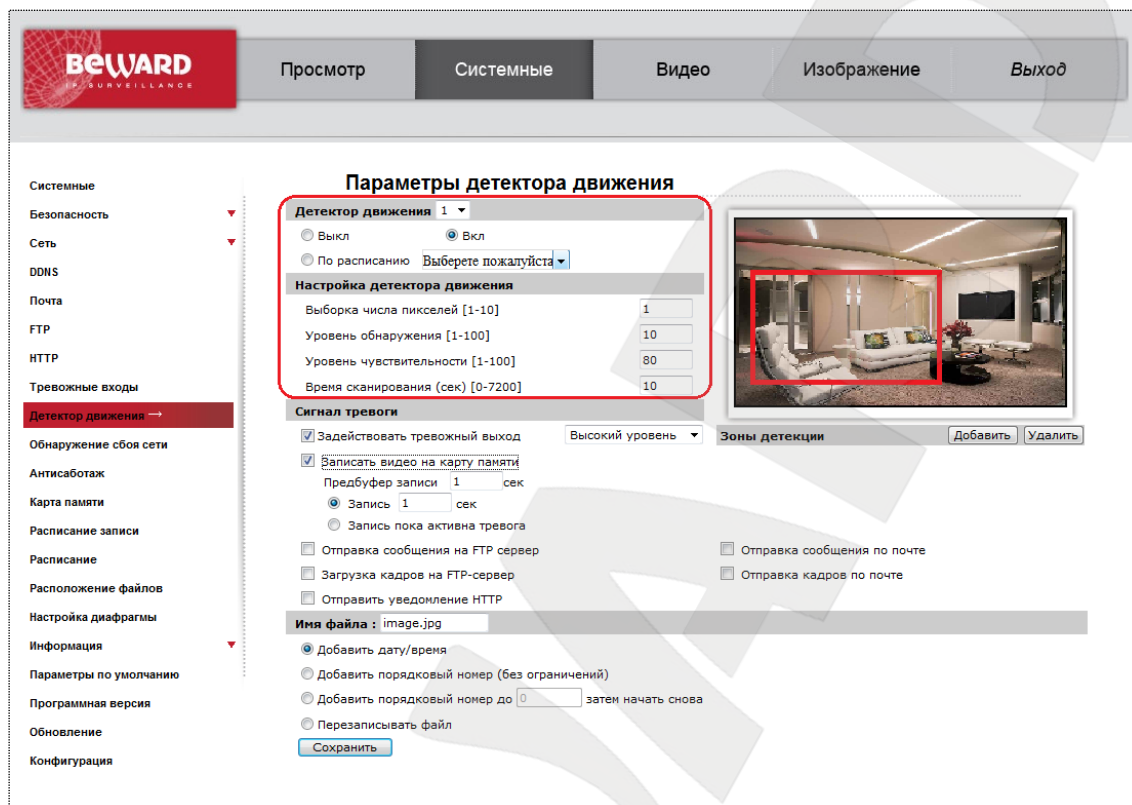 BEWARD
IP SURVEILLANCE
Просмотр
Системные
Видео
Изображение
Выход
Системные
Безопасность
Сеть
DDNS
Почта
FTP
HTTP
Тревожные входы
Детектор движения →
Обнаружение сбоя сети
Антисаботаж
Карта памяти
Расписание записи
Расписание
Расположение файлов
Настройка диафрагмы
Информация
Параметры по умолчанию
Программная версия
Обновление
Конфигурация
Параметры детектора движения
Детектор движения 1
Выкл Вкл
По расписанию Выберете пожалуйста
Настройка детектора движения
Выборка числа пикселей [1-10] 1
Уровень обнаружения [1-100] 10
Уровень чувствительности [1-100] 80
Время сканирования (сек) [0-7200] 10
Сигнал тревоги
Задействовать тревожный выход Высокий уровень
Зоны детекции Добавить Удалить
Записать видео на карту памяти
Предбуфер записи 1 сек
Запись 1 сек
Запись пока активна тревога
Отправка сообщения на FTP сервер Отправка сообщения по почте
Загрузка кадров на FTP-сервер Отправка кадров по почте
Отправить уведомление HTTP
Имя файла : image.jpg
Добавить дату/время
Добавить порядковый номер (без ограничений)
Добавить порядковый номер до 0 затем начать снова
Перезаписывать файл
Сохранить